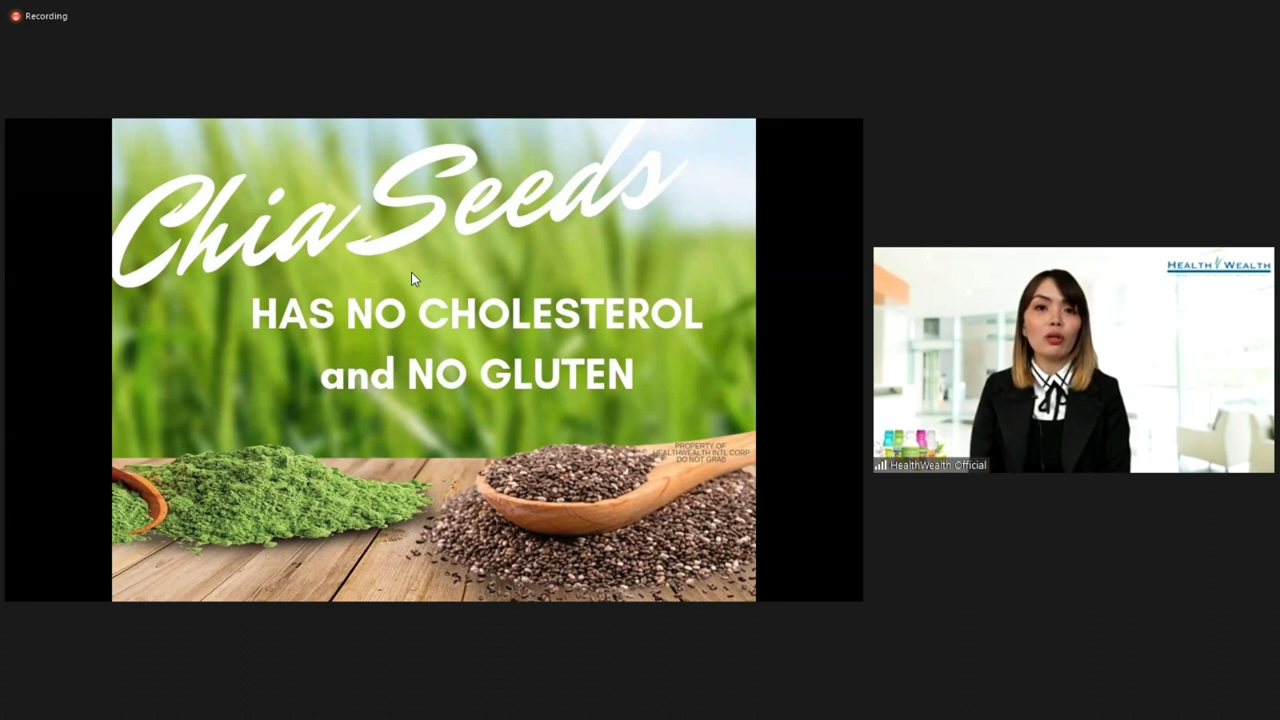 Recording
Chia Seeds
HAS NO CHOLESTEROL
and NO GLUTEN
PROPERTY OF
HEALTHWEALTH INTL CORP
DO NOT GRAB
HEALTH WEALTH
HealthWealth Official